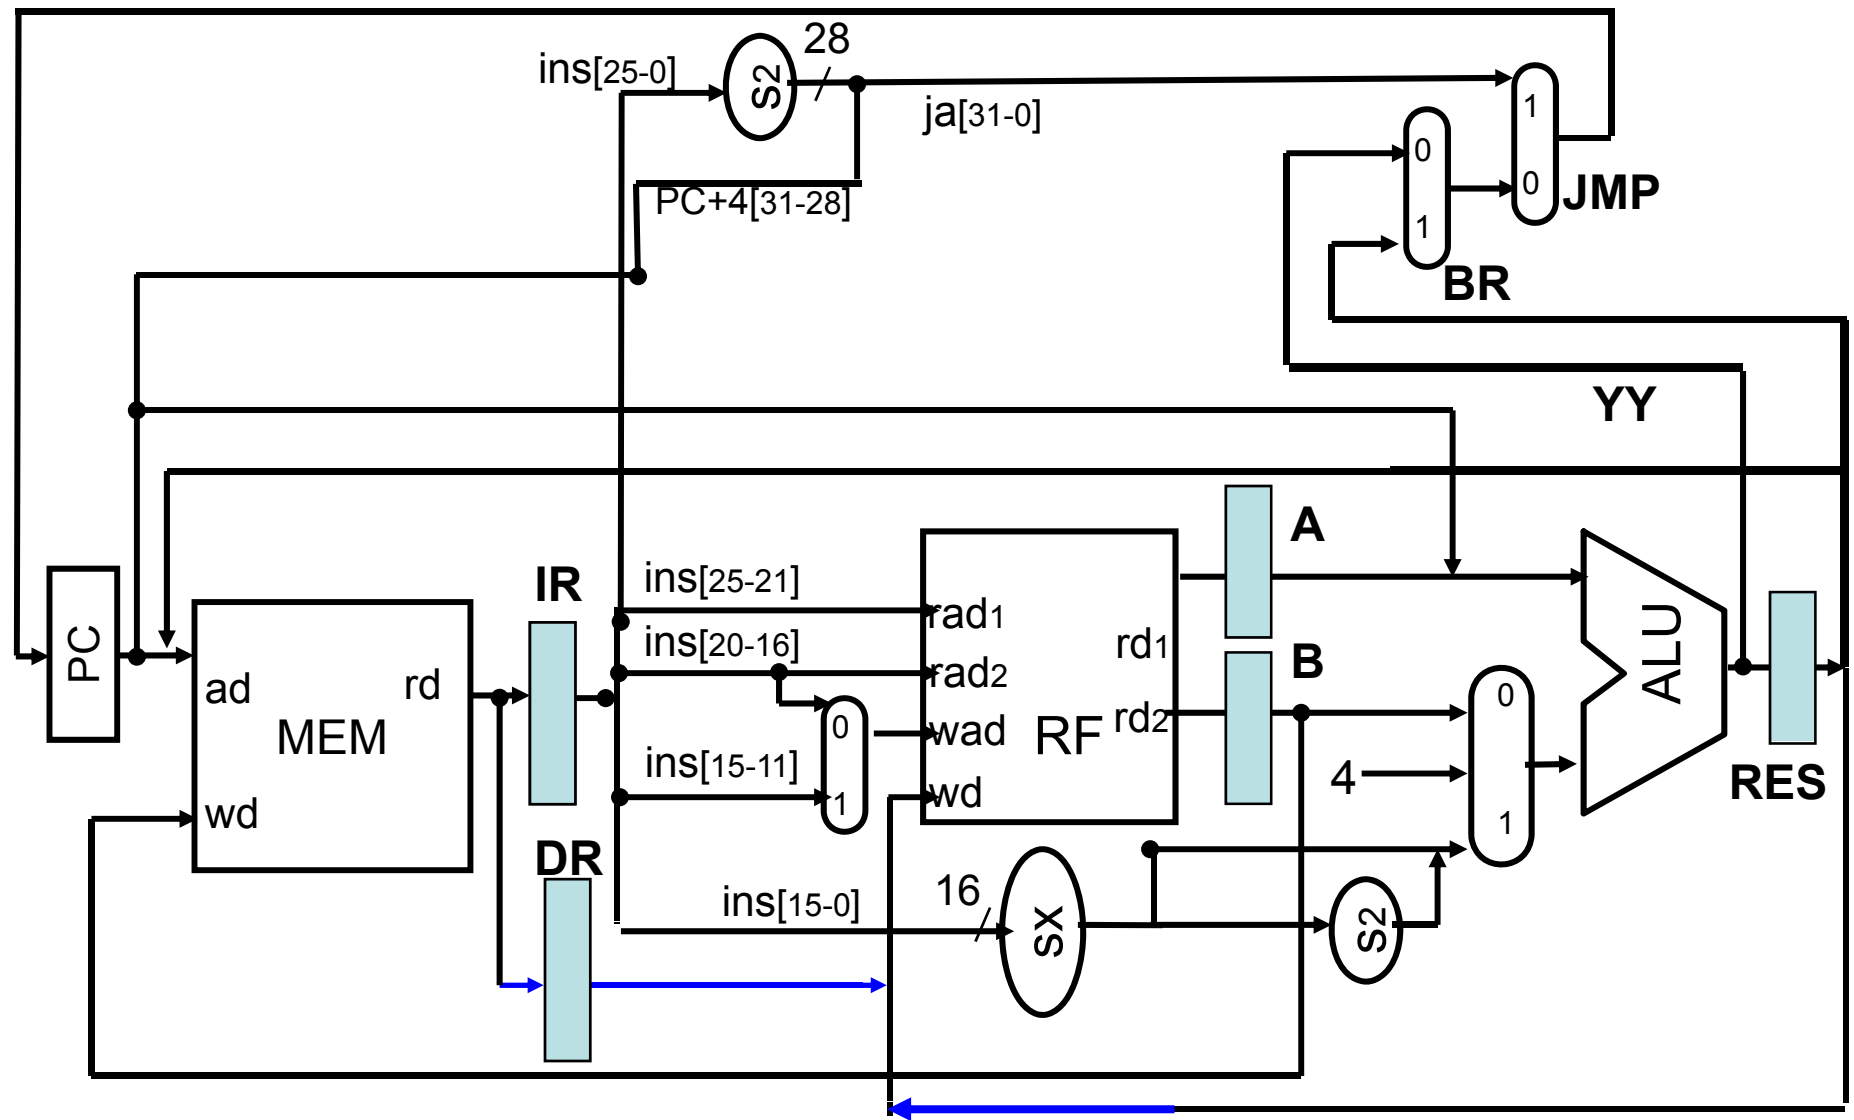 28
ins[25-0]
s2
ja[31-0]
1
0
JMP
0
1
BR
PC+4[31-28]
YY
A
IR
ins[25-21]
rad1
ins[20-16]
rad2
rd1
B
PC
ad
rd
MEM
0
wad
RF
rd2
ins[15-11]
1
wd
wd
DR
ALU
0
4
1
RES
16
ins[15-0]
sx
s2